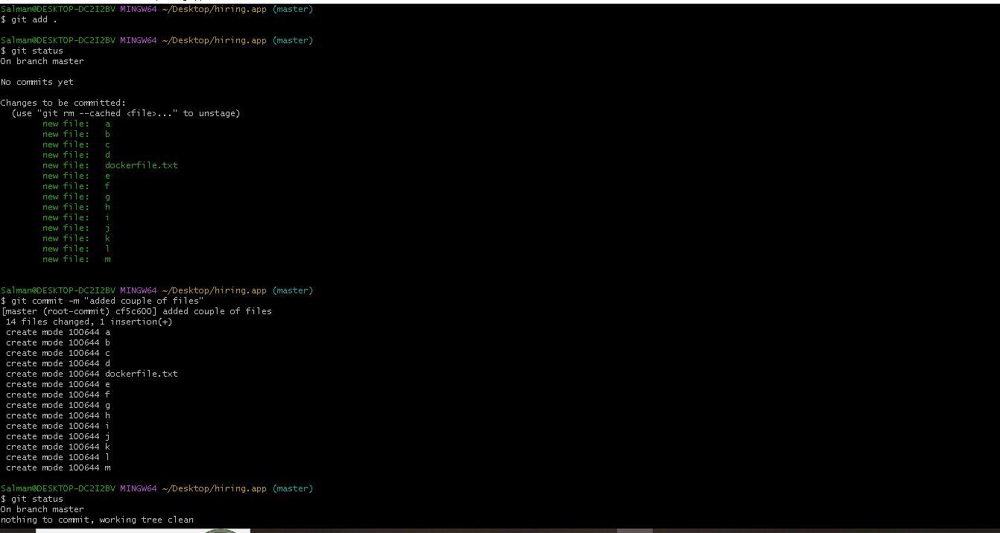 Salman@DESKTOP-DC2I2BV MINGW64 ~/Desktop/hiring.app (master)
$ git add .
Salman@DESKTOP-DC2I2BV MINGW64 ~/Desktop/hiring.app (master)
$ git status
On branch master
No commits yet
Changes to be committed:
  (use "git rm --cached <file>..." to unstage)
        new file:   a
        new file:   b
        new file:   c
        new file:   d
        new file:   dockerfile.txt
        new file:   e
        new file:   f
        new file:   g
        new file:   h
        new file:   i
        new file:   j
        new file:   k
        new file:   l
        new file:   m
Salman@DESKTOP-DC2I2BV MINGW64 ~/Desktop/hiring.app (master)
$ git commit -m "added couple of files"
[master (root-commit) cf5c600] added couple of files
 14 files changed, 1 insertion(+)
 create mode 100644 a
 create mode 100644 b
 create mode 100644 c
 create mode 100644 d
 create mode 100644 dockerfile.txt
 create mode 100644 e
 create mode 100644 f
 create mode 100644 g
 create mode 100644 h
 create mode 100644 i
 create mode 100644 j
 create mode 100644 k
 create mode 100644 l
 create mode 100644 m
Salman@DESKTOP-DC2I2BV MINGW64 ~/Desktop/hiring.app (master)
$ git status
On branch master
nothing to commit, working tree clean